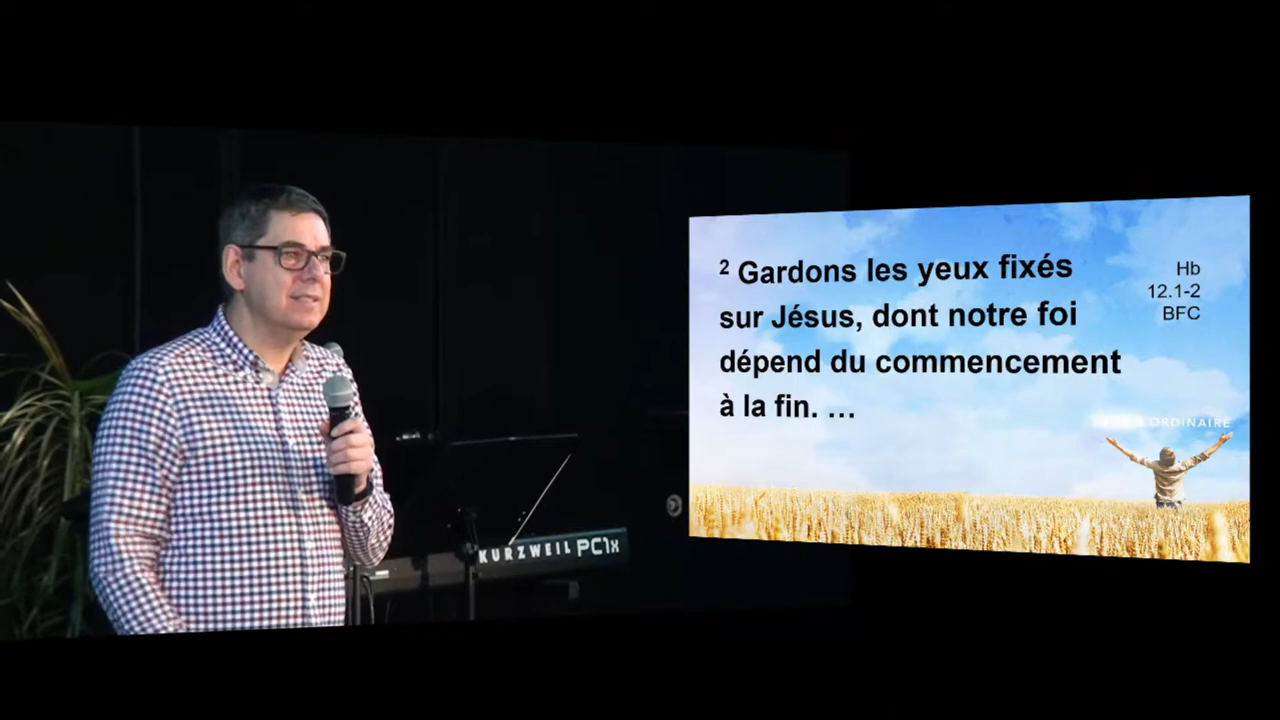 ² Gardons les yeux fixés
sur Jésus, dont notre foi
dépend du commencement
à la fin. …
Hb
12.1-2
BFC
ORDINAIRE
KURZWEIL PC1x